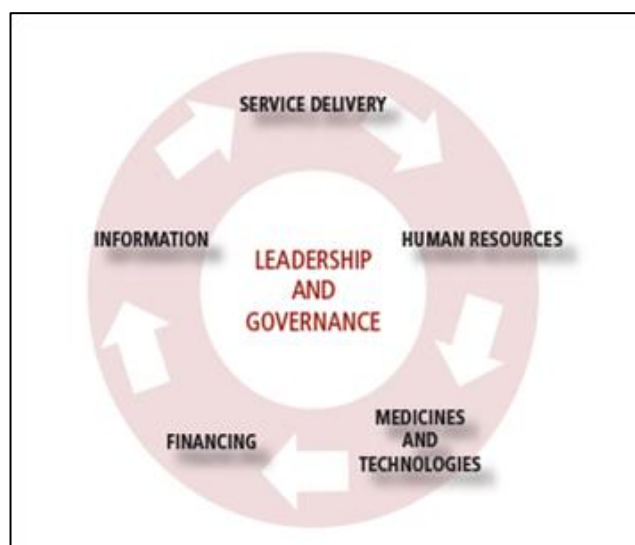 SERVICE DELIVERY
INFORMATION
HUMAN RESOURCES
LEADERSHIP
AND
GOVERNANCE
FINANCING
MEDICINES
AND
TECHNOLOGIES